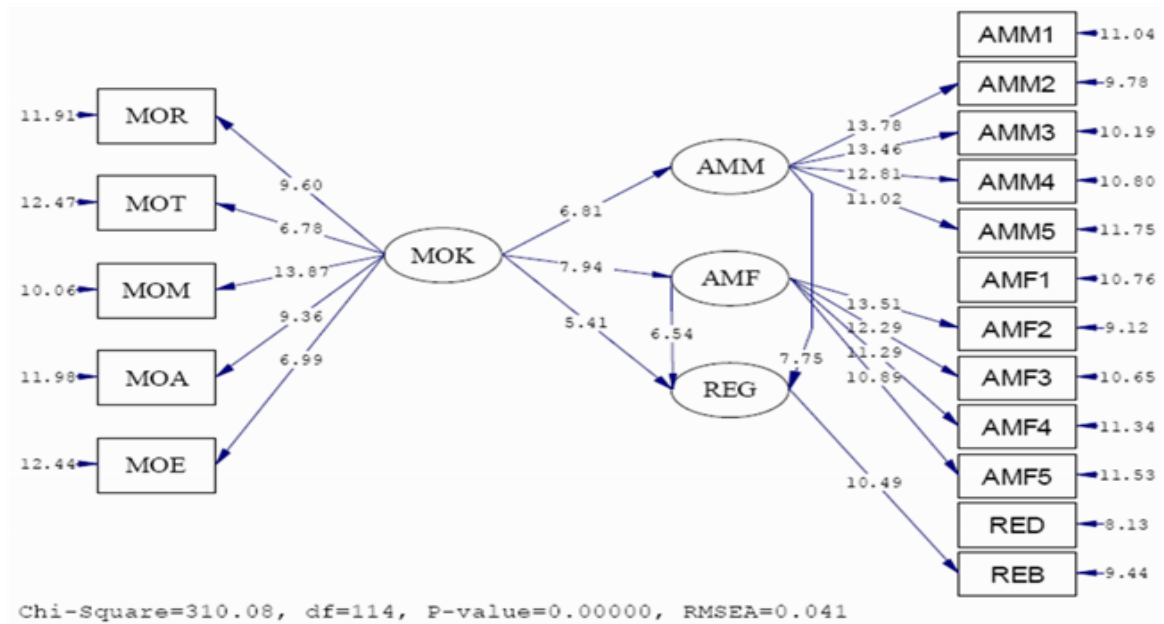 AMM1
11.04
AMM2
9.78
11.91
MOR
13.78
AMM3
10.19
13.46
AMM
9.60
12.81
AMM4
10.80
11.02
12.47
MOT
6.81
AMM5
11.75
6.78
MOK
7.94
AMF
AMF1
10.76
10.06
MOM
13.87
13.51
AMF2
9.12
9.36
5.41
6.54
12.29
11.29
6.99
7.75
10.89
AMF3
10.65
11.98
MOA
REG
AMF4
11.34
12.44
MOE
10.49
AMF5
11.53
RED
8.13
REB
9.44
Chi-Square=310.08, df=114, P-value=0.00000, RMSEA=0.041